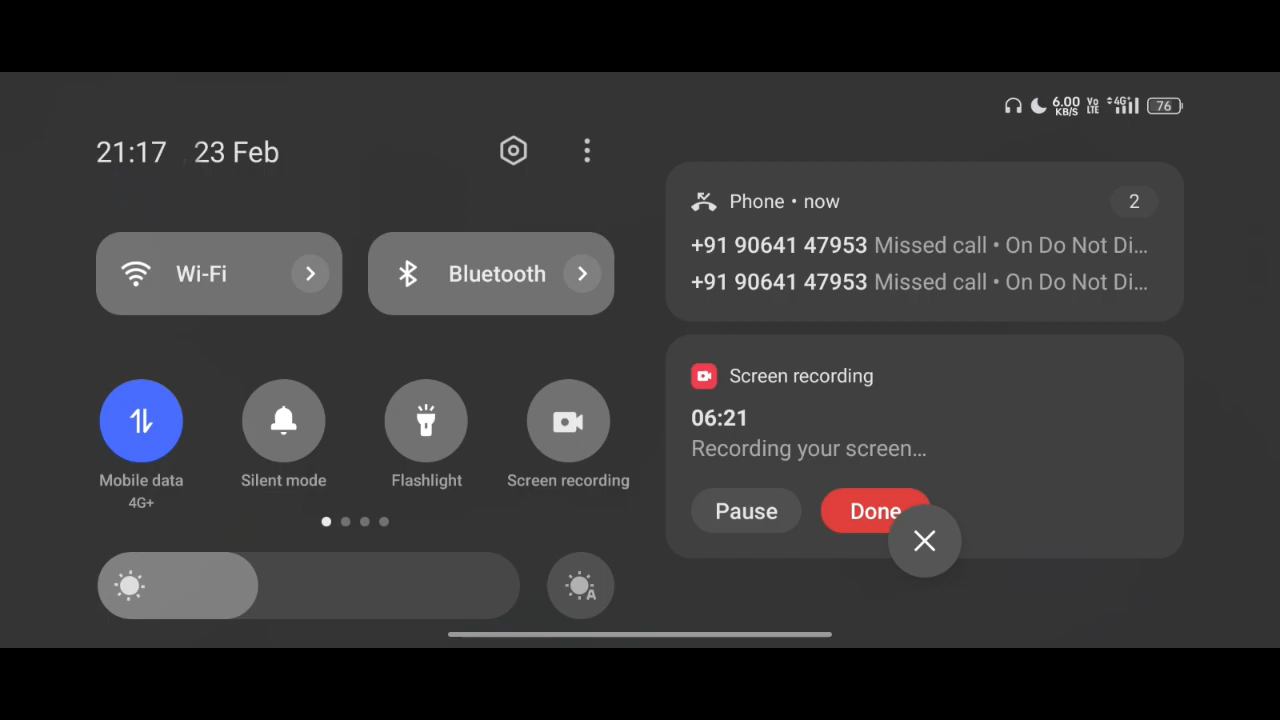 6.00 KB/S Vo LTE 4G+ 76
21:17 23 Feb
Wi-Fi
Bluetooth
Mobile data
4G+
Silent mode
Flashlight
Screen recording
A
Phone • now
2
+91 90641 47953 Missed call • On Do Not Di...
+91 90641 47953 Missed call • On Do Not Di...
Screen recording
06:21
Recording your screen...
Pause
Done